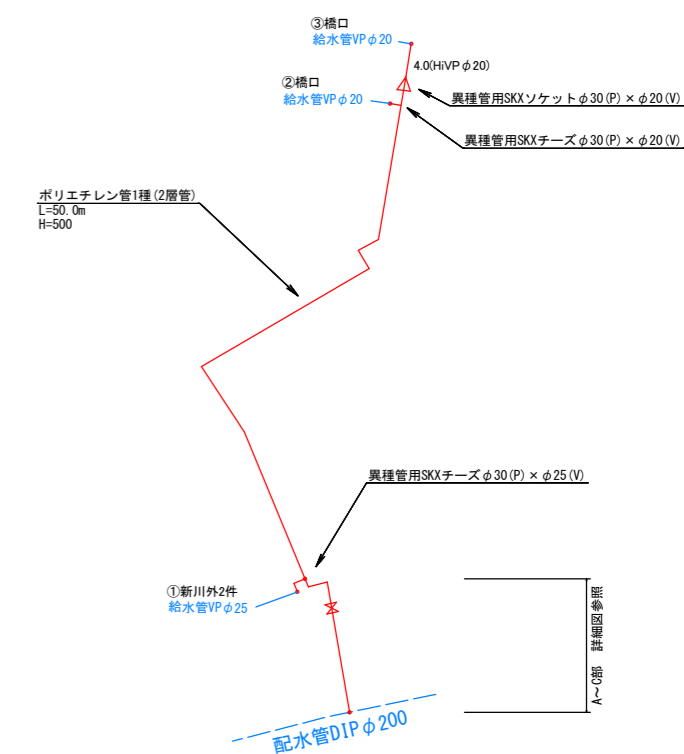 ③橋口
給水管VPφ20
4.0(HiVPφ20)
②橋口
給水管VPφ20
異種管用SKXソケットφ30(P)×φ20(V)
異種管用SKXチーズφ30(P)×φ20(V)
ポリエチレン管1種(2層管)
L=50.0m
H=500
異種管用SKXチーズφ30(P)×φ25(V)
①新川外2件
給水管VPφ25
A～C部 詳細図参照
配水管DIPφ200